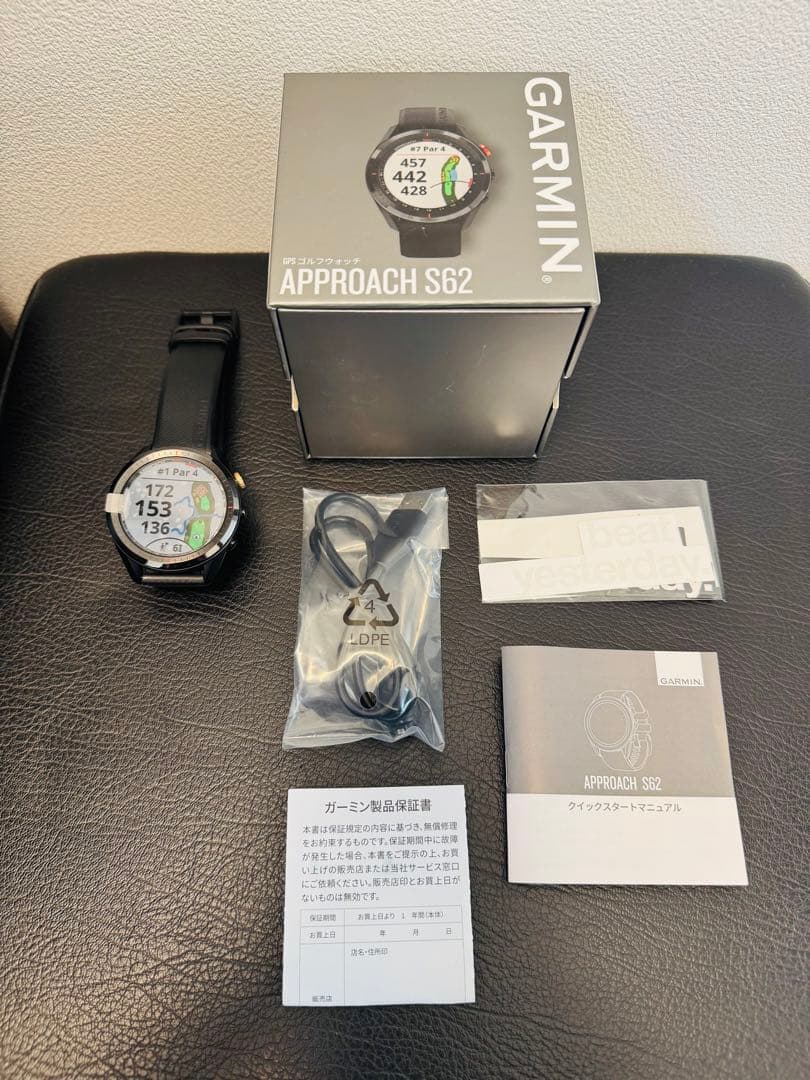 GARMIN®
#7 Par 4
457
442
428
GPS ゴルフウォッチ
APPROACH S62
#1 Par 4
172
153
136
61
4
LDPE
beat
yesterday.
day.
GARMIN
APPROACH S62
クイックスタートマニュアル
ガーミン製品保証書
本書は保証規定の内容に基づき、無償修理
をお約束するものです。保証期間中に故障
が発生した場合、本書をご提示の上、お買
い上げの販売店または当社サービス窓口
にご依頼ください。販売店印とお買上日が
ないものは無効です。
保証期間 お買上日より 1 年間(本体)
お買上日 年 月 日
店名・住所印
販売店